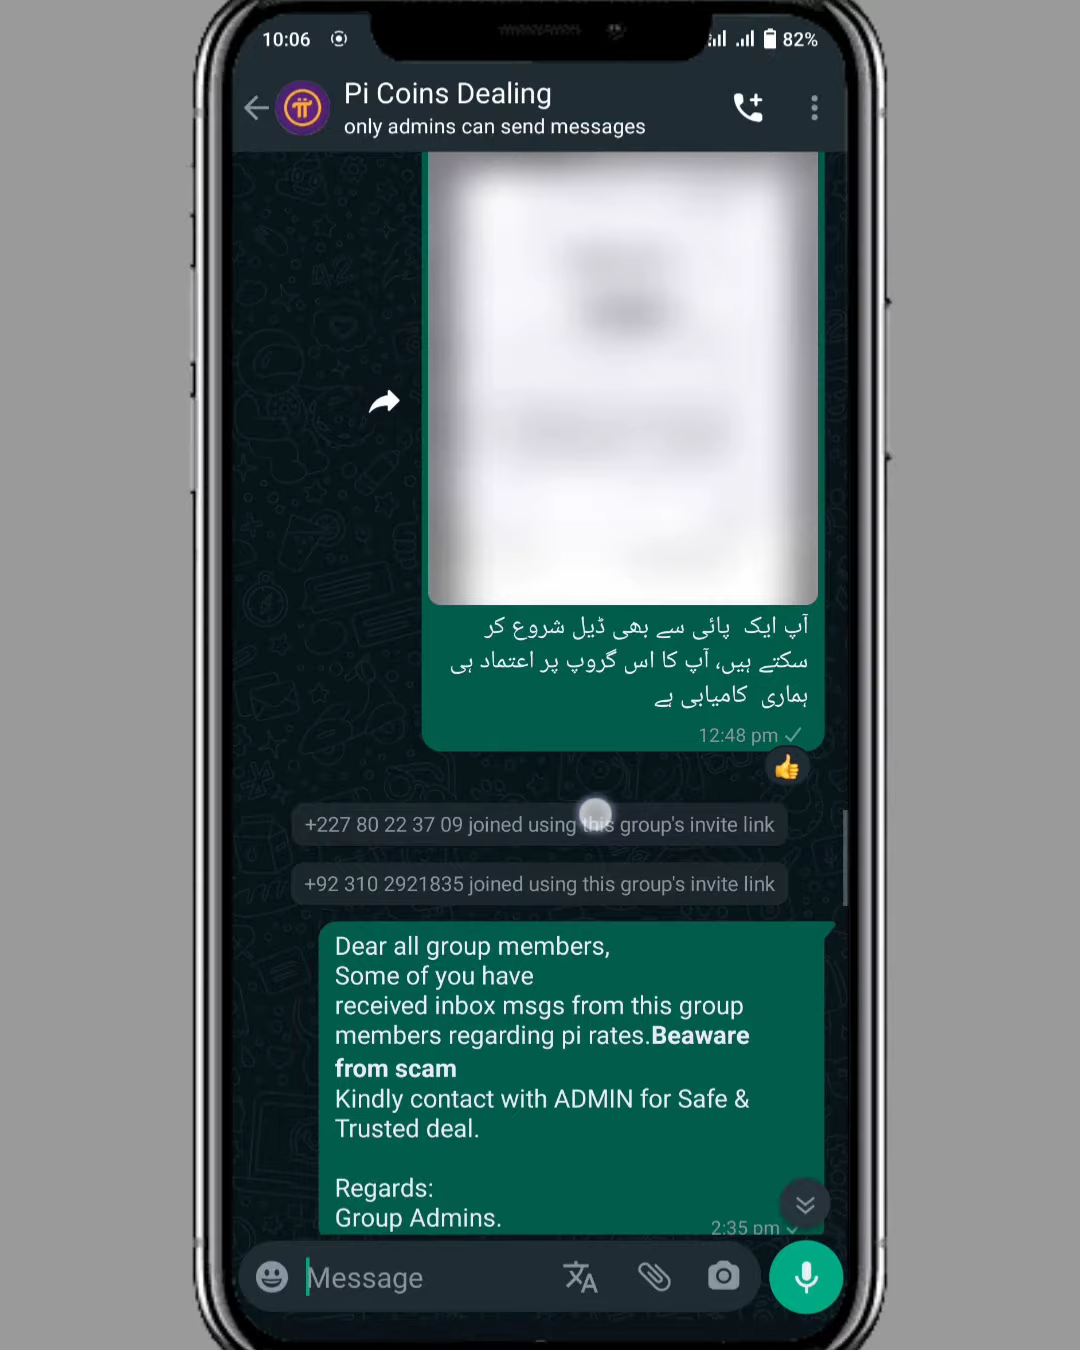 10:06
82%
Pi Coins Dealing
only admins can send messages
آپ ایک پائی سے بھی ڈیل شروع کر
سکتے ہیں، آپ کا اس گروپ پر اعتماد ہی
ہماری کامیابی ہے
12:48 pm
+227 80 22 37 09 joined using this group's invite link
+92 310 2921835 joined using this group's invite link
Dear all group members,
Some of you have
received inbox msgs from this group
members regarding pi rates.Beaware
from scam
Kindly contact with ADMIN for Safe &
Trusted deal.
Regards:
Group Admins.
2:35 pm
Message